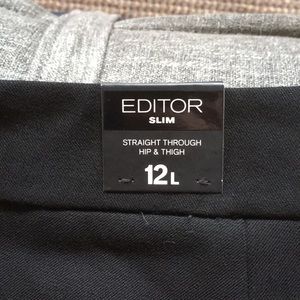 EDITOR
SLIM
STRAIGHT THROUGH
HIP & THIGH
12L